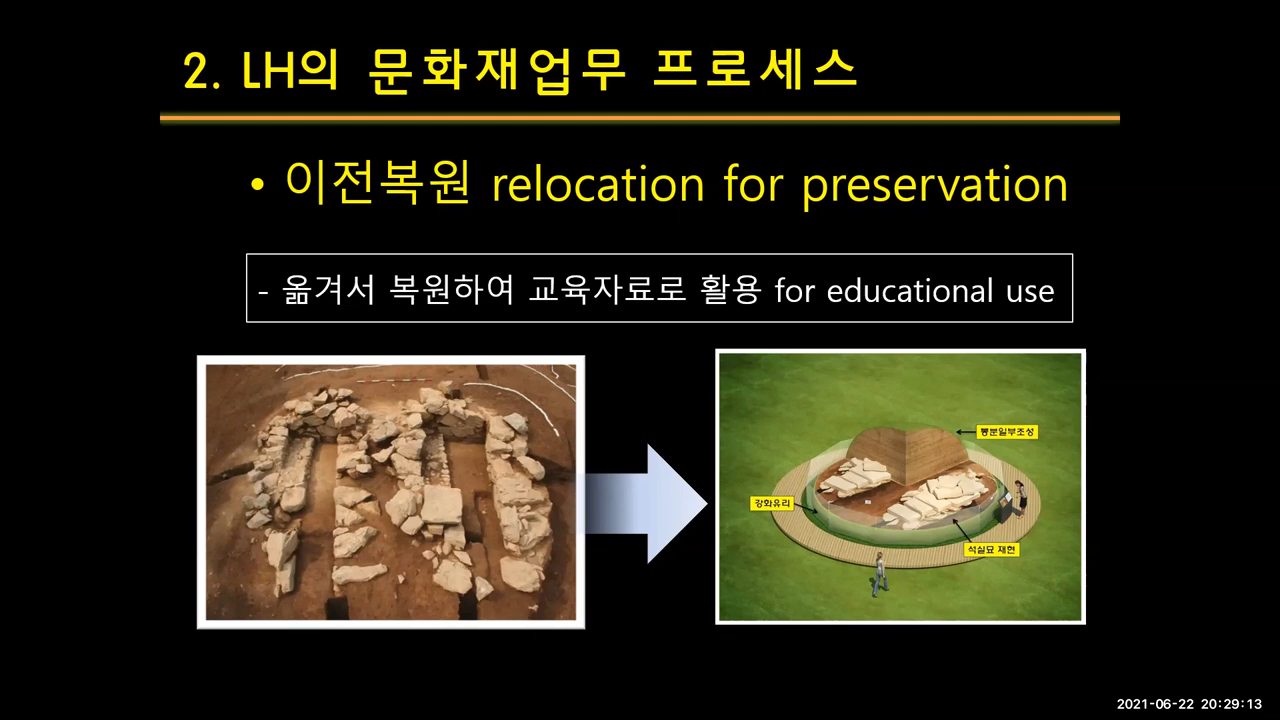 2. LH의 문화재업무 프로세스
• 이전복원 relocation for preservation
- 옮겨서 복원하여 교육자료로 활용 for educational use
봉분일부조성
강화유리
석실묘 재현
2021-06-22 20:29:13